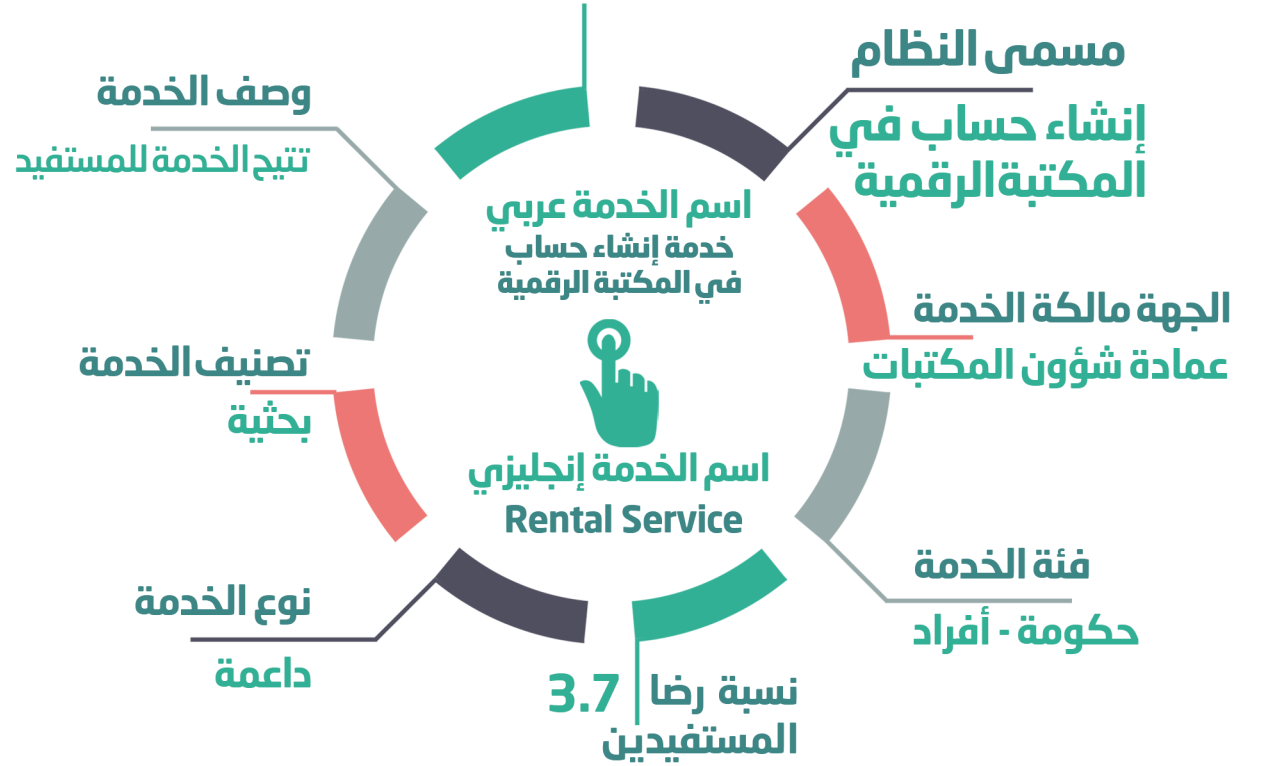 مسمى النظام
إنشاء حساب في
المكتبة الرقمية
وصف الخدمة
تتيح الخدمة للمستفيد
اسم الخدمة عربي
خدمة إنشاء حساب
في المكتبة الرقمية
الجهة مالكة الخدمة
عمادة شؤون المكتبات
تصنيف الخدمة
بحثية
اسم الخدمة إنجليزي
Rental Service
فئة الخدمة
حكومة - أفراد
نوع الخدمة
داعمة
نسبة رضا 3.7
المستفيدين